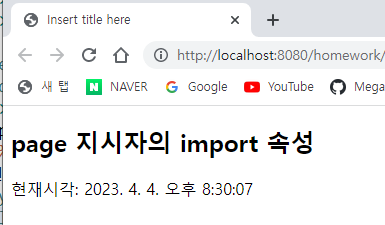 Insert title here
http://localhost:8080/homework/
새 탭 NAVER Google YouTube Mega
page 지시자의 import 속성
현재시각: 2023. 4. 4. 오후 8:30:07